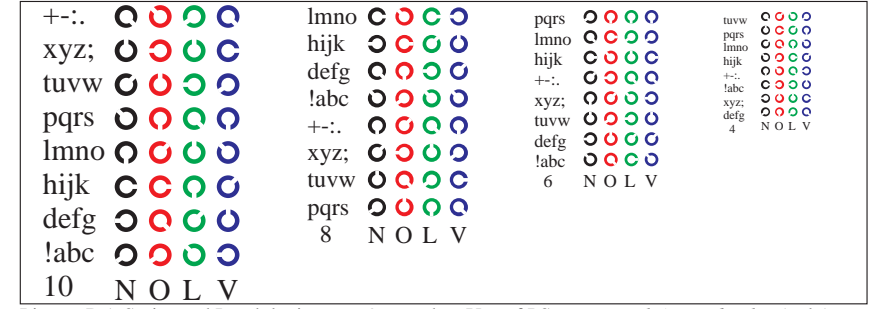 +-:.
xyz;
tuvw
pqrs
lmno
hijk
defg
!abc
10 N O L V
lmno
hijk
defg
!abc
+-:.
xyz;
tuvw
pqrs
8 N O L V
pqrs
lmno
hijk
+-:.
xyz;
tuvw
defg
!abc
6 N O L V
tuvw
pqrs
lmno
hijk
+-:.
!abc
xyz;
defg
4 N O L V